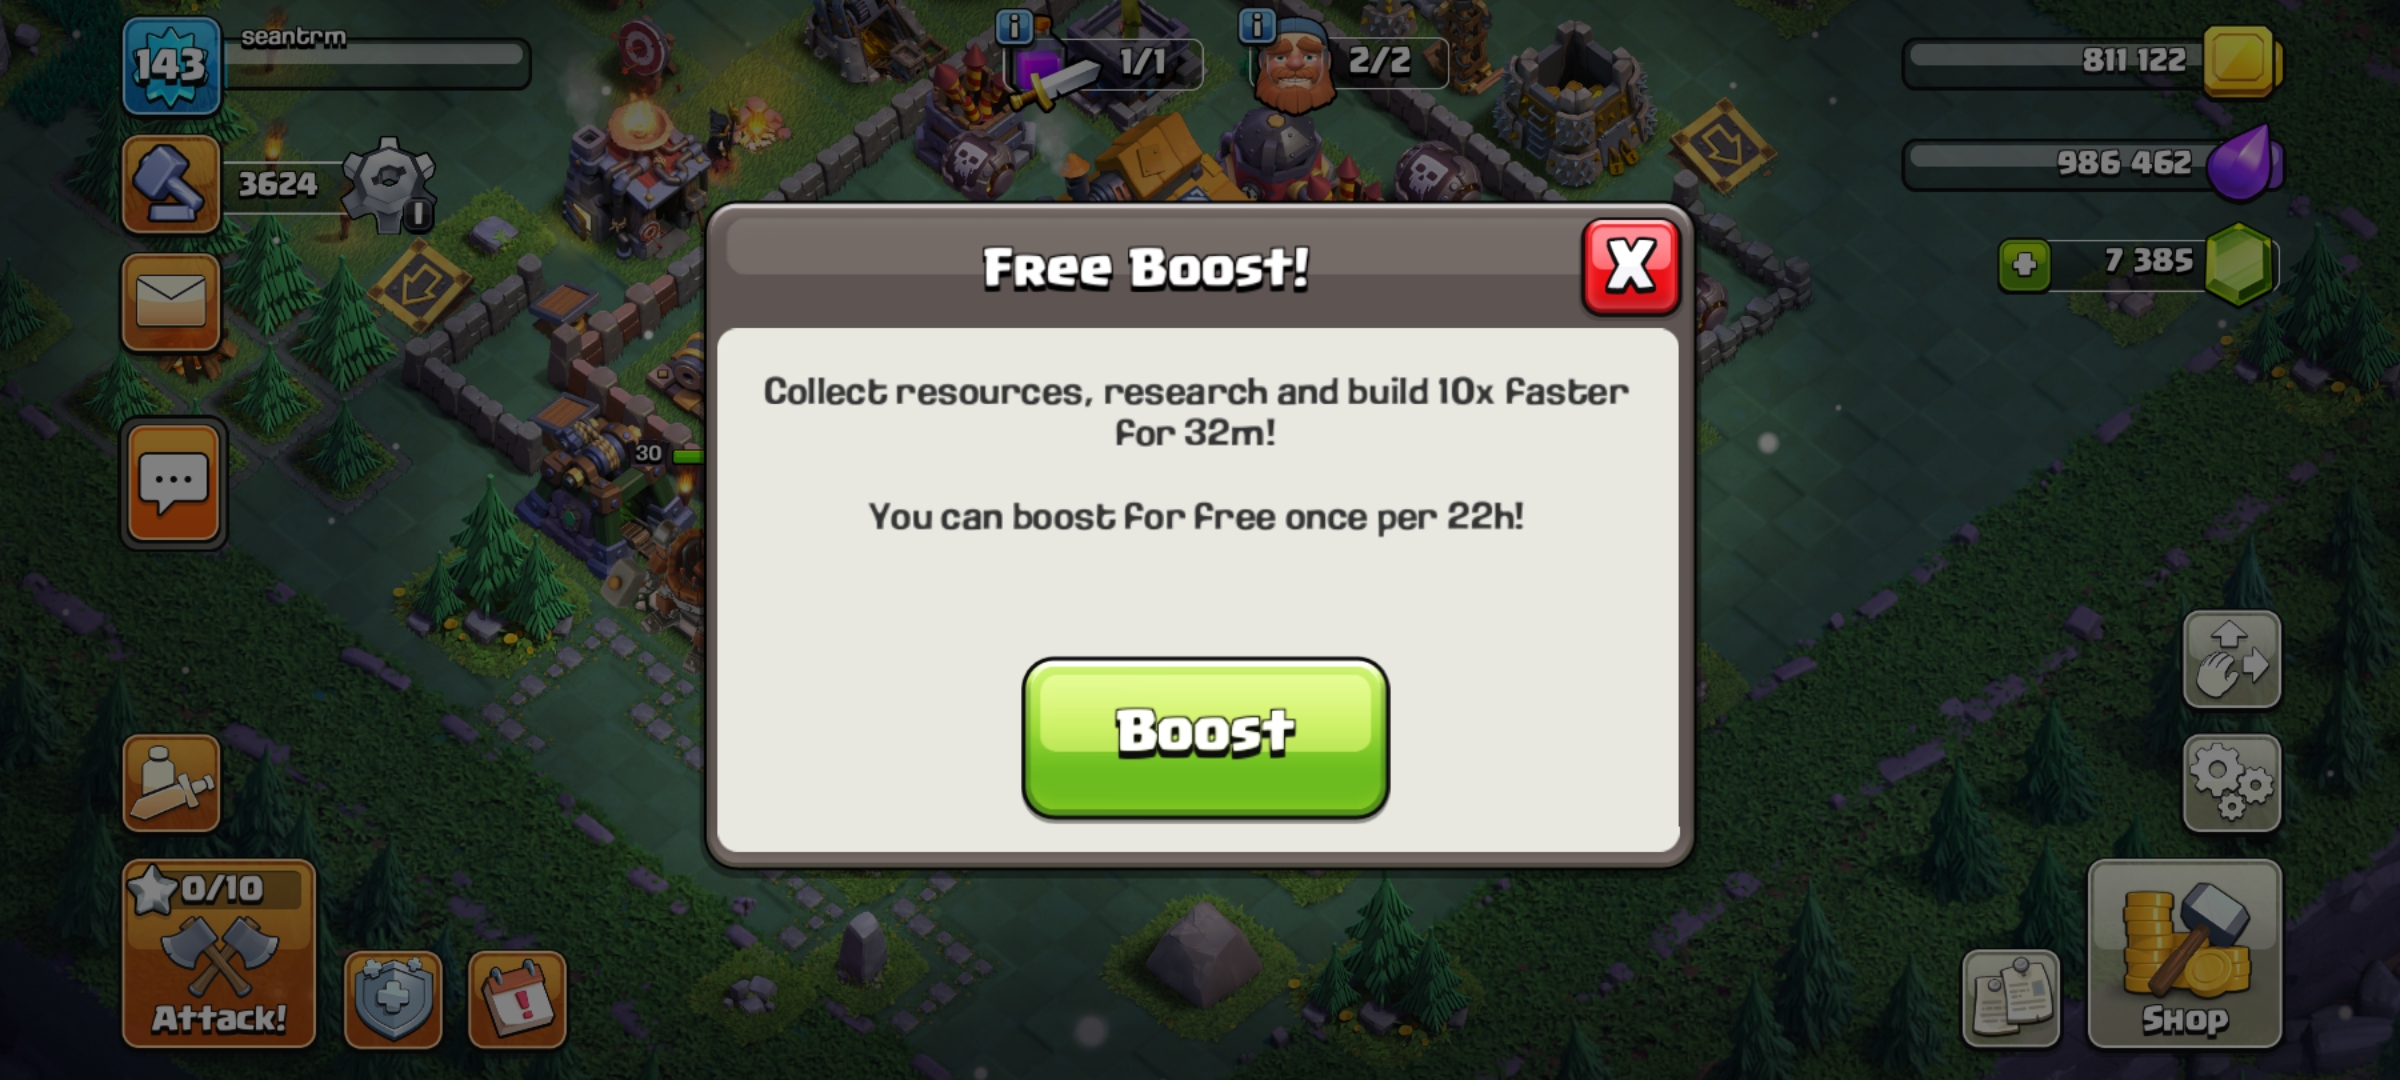 143
seantrm
1/1
2/2
811 122
3624
I
986 462
7 385
Free Boost!
X
Collect resources, research and build 10x faster
for 32m!
30
You can boost for free once per 22h!
Boost
0/10
Attack!
Shop